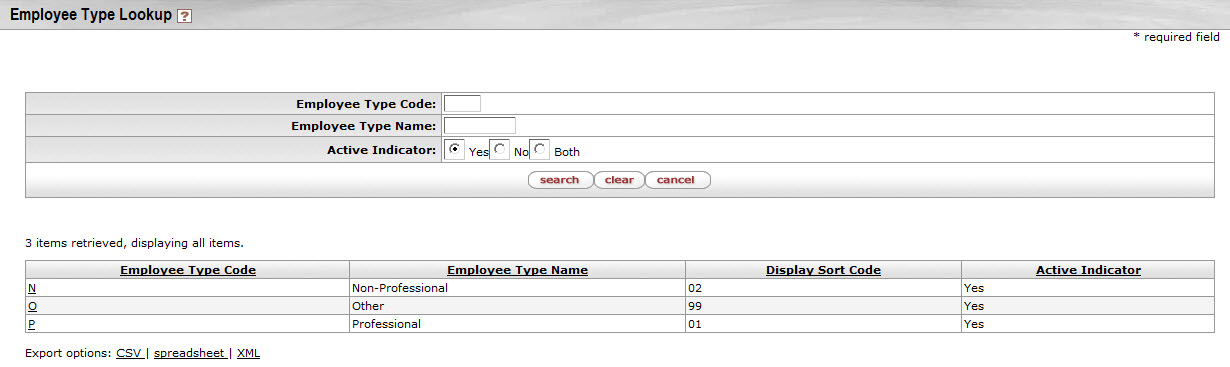 Employee Type Lookup ?
* required field
Employee Type Code:
Employee Type Name:
Active Indicator: Yes No Both
search clear cancel
3 items retrieved, displaying all items.
Employee Type Code Employee Type Name Display Sort Code Active Indicator
N Non-Professional 02 Yes
O Other 99 Yes
P Professional 01 Yes
Export options: CSV | spreadsheet | XML